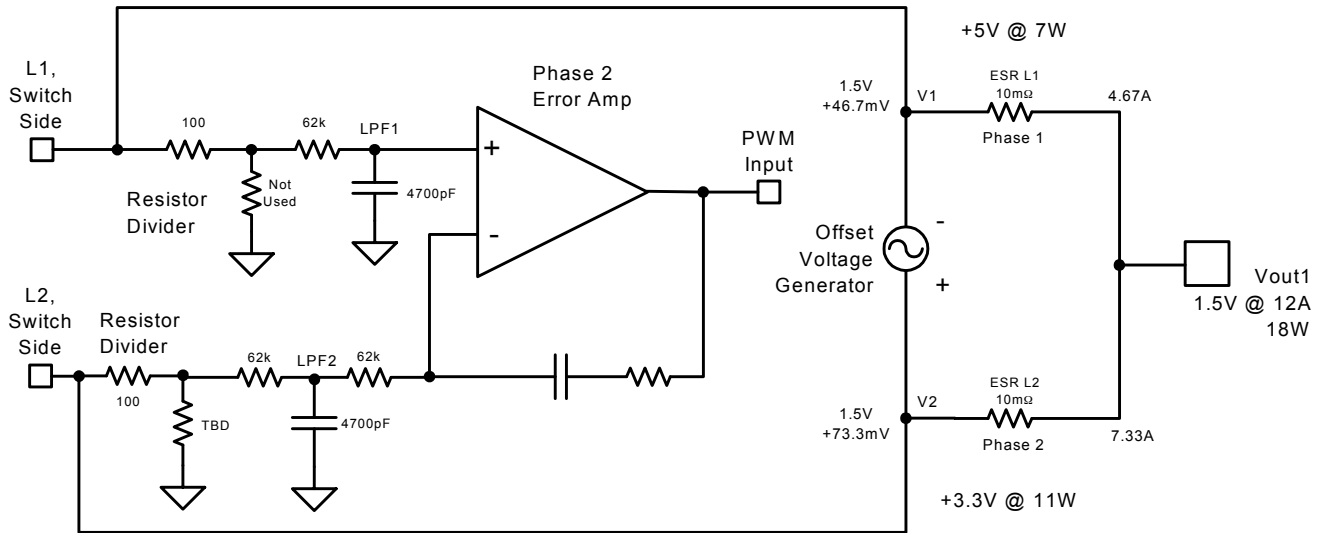 +5V @ 7W
L1,
Switch
Side
Phase 2
Error Amp
100
62k
LPF1
+
4700pF
Not
Used
Resistor
Divider
-
PWM
Input
1.5V
+46.7mV
V1
ESR L1
10mΩ
Phase 1
4.67A
Offset
Voltage
Generator
-
+
Vout1
1.5V @ 12A
18W
L2,
Switch
Side
Resistor
Divider
100
TBD
62k
LPF2
62k
4700pF
1.5V
+73.3mV
V2
ESR L2
10mΩ
Phase 2
7.33A
+3.3V @ 11W